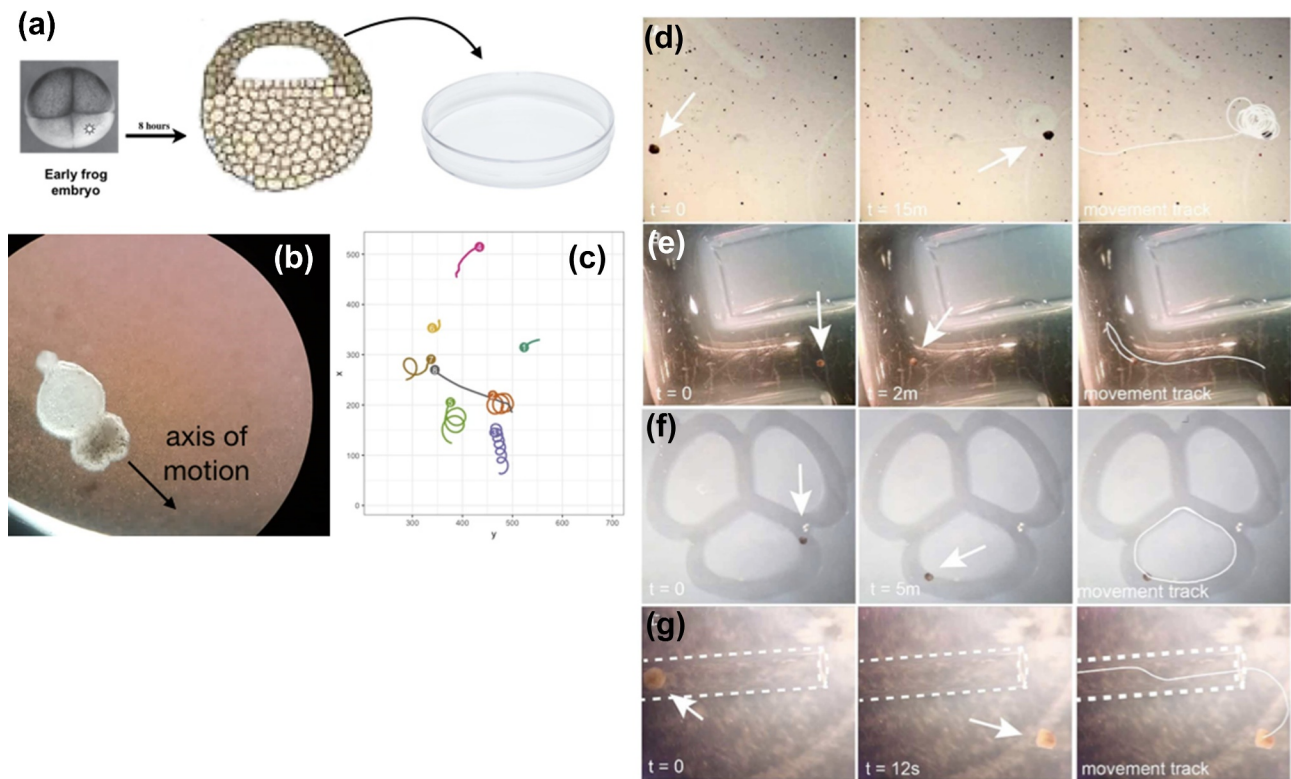 (a)
8 hours
Early frog
embryo
(b)
axis of
motion
(c)
500
400
300
200
100
0
x
300
400
500
600
700
y
(d)
t = 0
t = 15m
movement track
(e)
t = 0
t = 2m
movement track
(f)
t = 0
t = 5m
movement track
(g)
t = 0
t = 12s
movement track